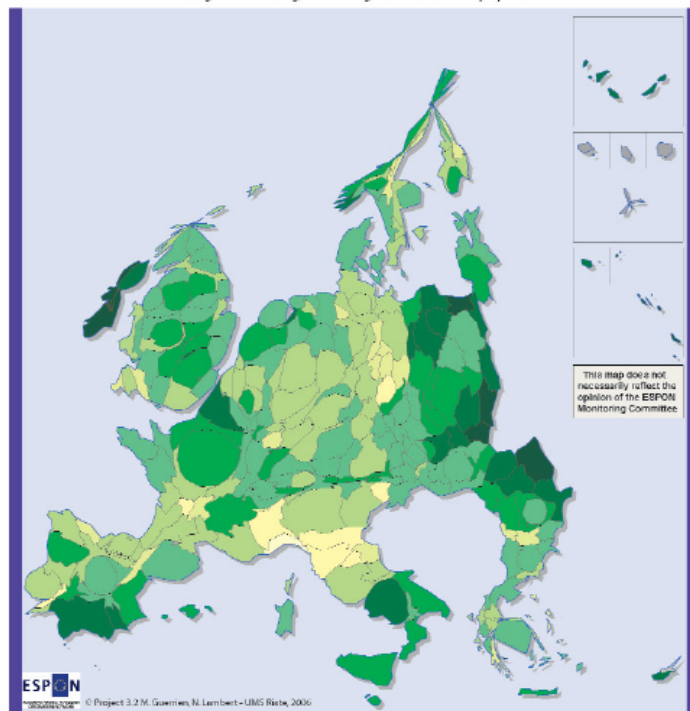 This map does not
necessarily reflect the
opinion of the ESPON
Monitoring Committee
ESPON
© Project 3.2 M. Guerrien, N. Lambert - UMS Riate, 2006